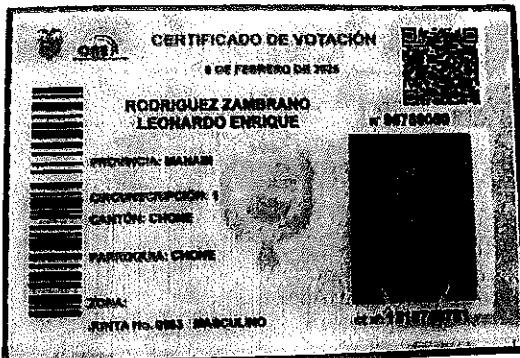 CNE
CERTIFICADO DE VOTACIÓN
RODRIGUEZ ZAMBRANO
LEONARDO ENRIQUE
PROVINCIA: MANABI
CIRCUNSCRIPCIÓN: 1
CANTÓN: CHONE
PARROQUIA: CHONE
ZONA:
JUNTA No. MASCULINO